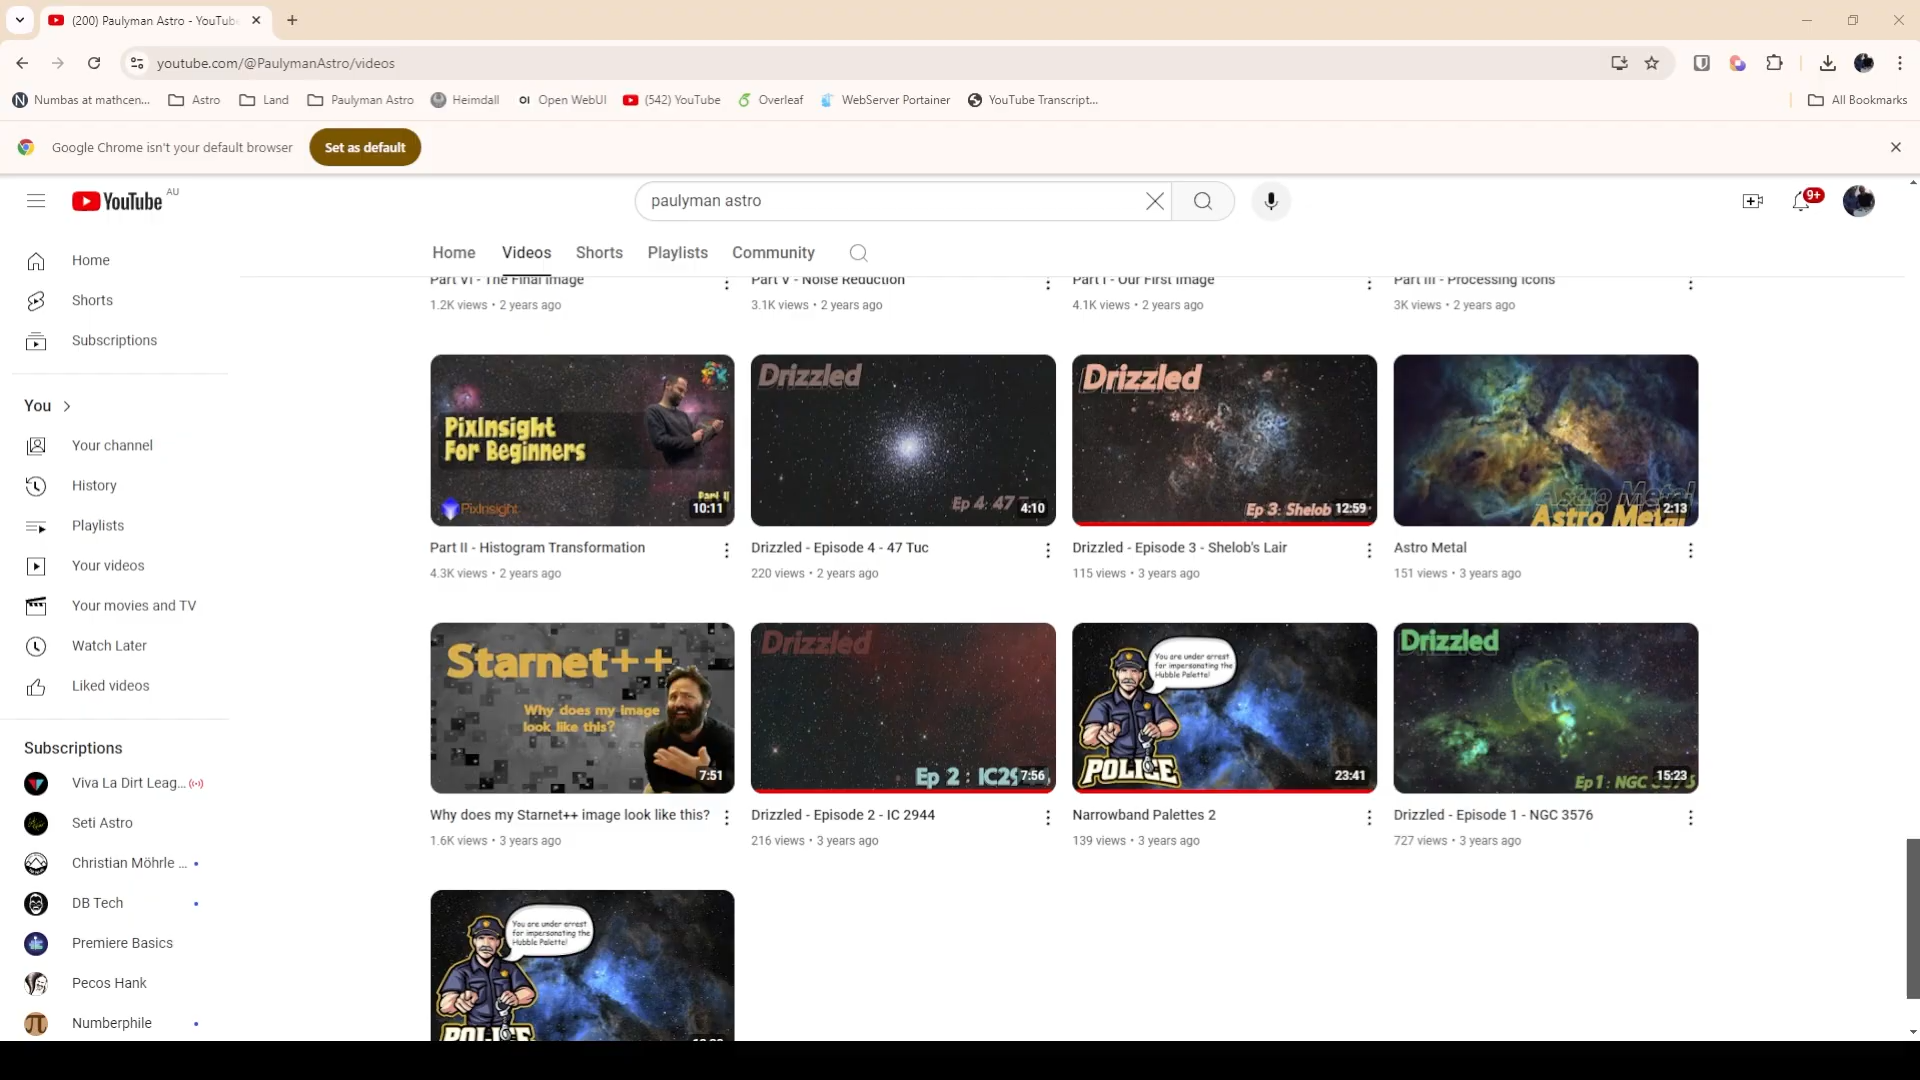 (200) Paulyman Astro - YouTube
youtube.com/@PaulymanAstro/videos
Numbas at mathcen...
Astro
Land
Paulyman Astro
Heimdall
OI Open WebUI
(542) YouTube
Overleaf
WebServer Portainer
YouTube Transcript...
All Bookmarks
Google Chrome isn't your default browser
Set as default
YouTube AU
paulyman astro
9+
Home
Videos
Shorts
Playlists
Community
Home
Shorts
Subscriptions
You
Your channel
History
Playlists
Your videos
Your movies and TV
Watch Later
Liked videos
Subscriptions
Viva La Dirt Leag...
Seti Astro
Christian Möhrle ...
DB Tech
Premiere Basics
Pecos Hank
Numberphile
Part VI - The Final Image
1.2K views • 2 years ago
Part V - Noise Reduction
3.1K views • 2 years ago
Part I - Our First Image
4.1K views • 2 years ago
Part III - Processing Icons
3K views • 2 years ago
PixInsight
For Beginners
Part II
PixInsight
10:11
Part II - Histogram Transformation
4.3K views • 2 years ago
Drizzled
Ep 4: 47
4:10
Drizzled - Episode 4 - 47 Tuc
220 views • 2 years ago
Drizzled
Ep 3: Shelob
12:59
Drizzled - Episode 3 - Shelob's Lair
115 views • 3 years ago
Astro Metal
Astro Metal
2:13
Astro Metal
151 views • 3 years ago
Starnet++
Why does my image
look like this?
7:51
Why does my Starnet++ image look like this?
1.6K views • 3 years ago
Drizzled
Ep 2 : IC29
7:56
Drizzled - Episode 2 - IC 2944
216 views • 3 years ago
You are under arrest
for impersonating the
Hubble Palette!
POLICE
23:41
Narrowband Palettes 2
139 views • 3 years ago
Drizzled
Ep 1 : NGC 3576
15:23
Drizzled - Episode 1 - NGC 3576
727 views • 3 years ago
You are under arrest
for impersonating the
Hubble Palette!
POLICE